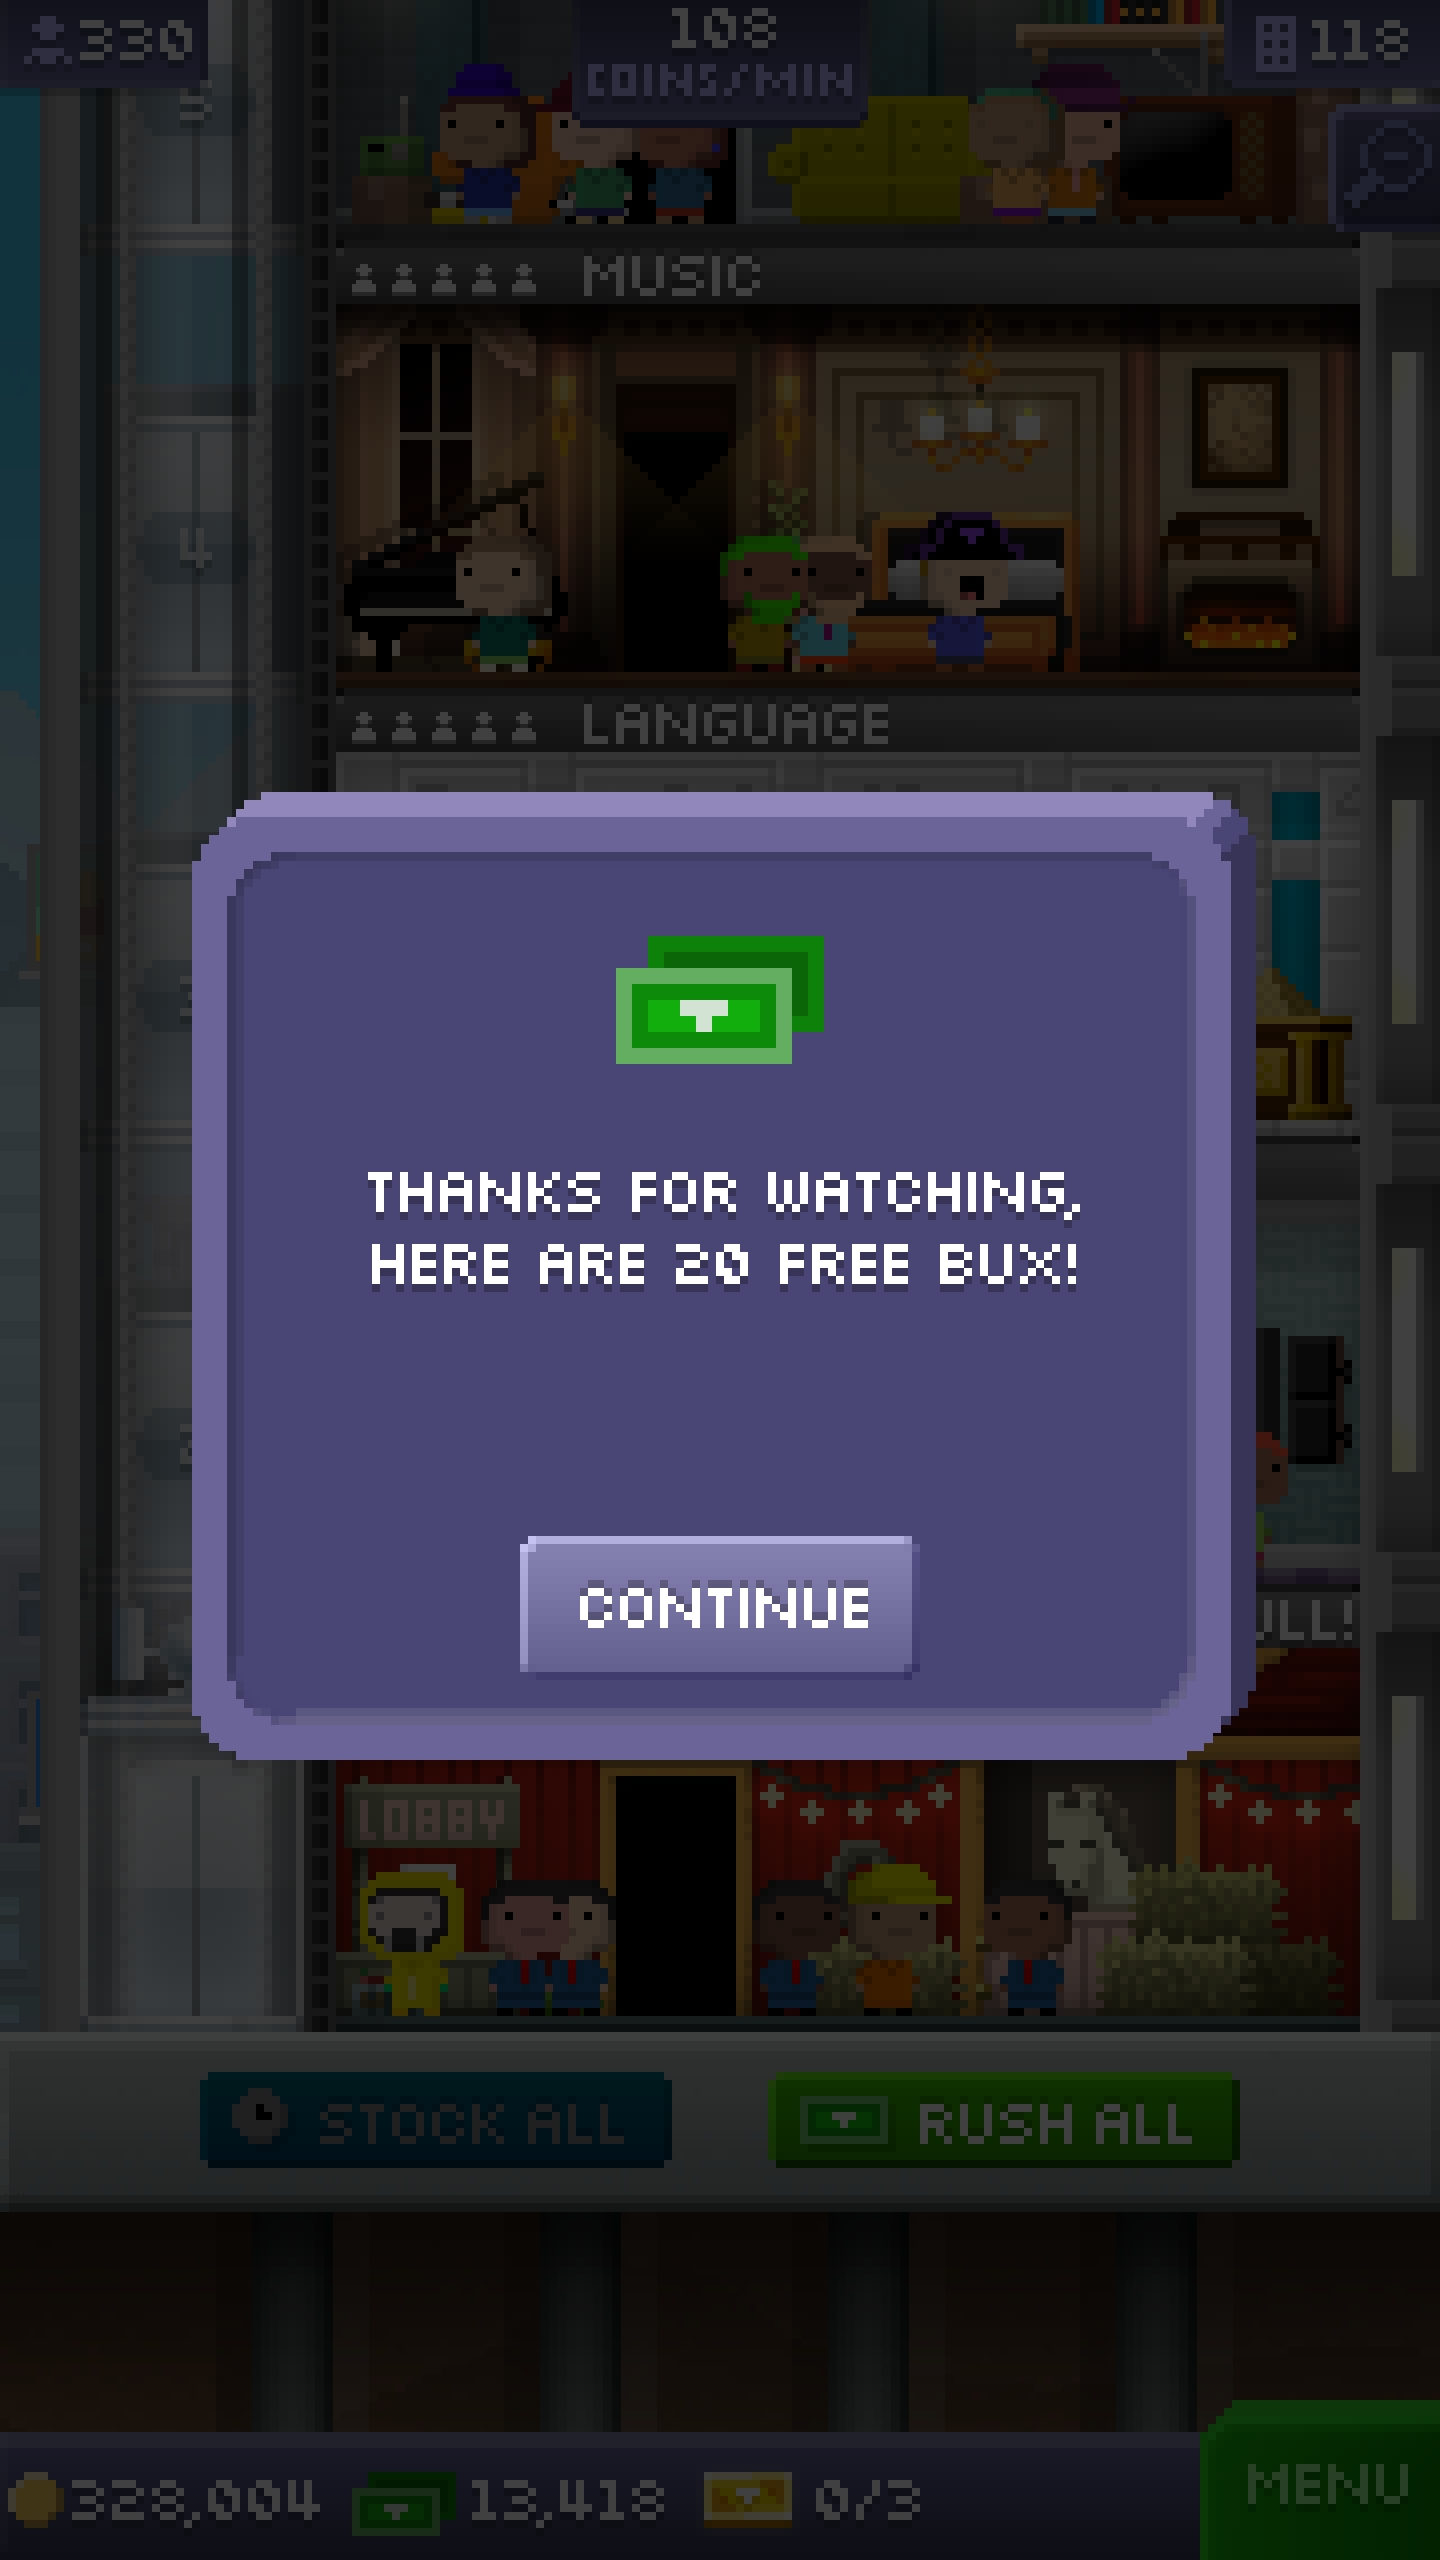 330
108
COINS/MIN
118
5
MUSIC
4
LANGUAGE
THANKS FOR WATCHING,
HERE ARE 20 FREE BUX!
CONTINUE
LOBBY
STOCK ALL
RUSH ALL
328,004
13,418
0/3
MENU